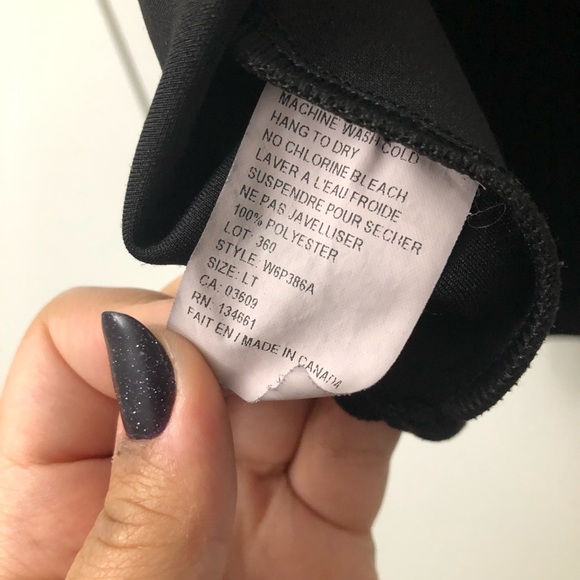 MACHINE WASH COLD
HANG TO DRY
NO CHLORINE BLEACH
LAVER A L'EAU FROIDE
SUSPENDRE POUR SECHER
NE PAS JAVELLISER
100% POLYESTER
LOT: 360
STYLE: W6P386A
SIZE: LT
CA: 03609
RN: 134661
FAIT EN / MADE IN CANADA